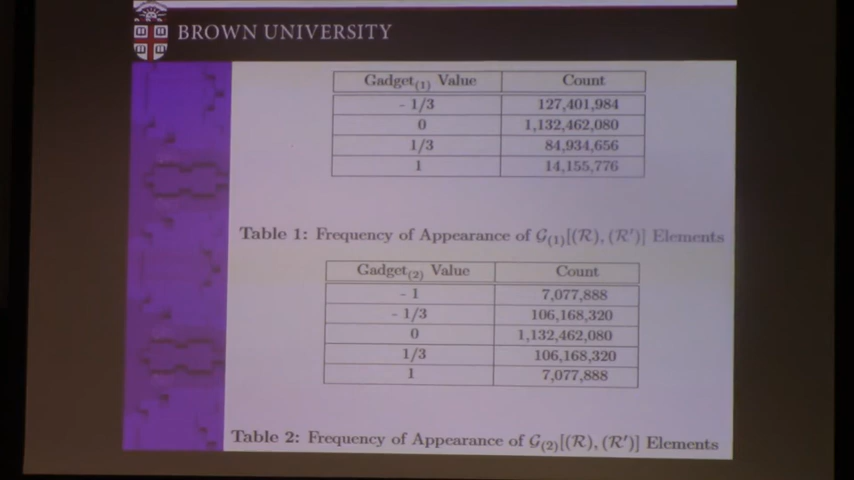 BROWN UNIVERSITY
Gadget(1) Value Count
- 1/3 127,401,984
0 1,132,462,080
1/3 84,934,656
1 14,155,776
Table 1: Frequency of Appearance of 𝒢(1)[(ℛ), (ℛ′)] Elements
Gadget(2) Value Count
- 1 7,077,888
- 1/3 106,168,320
0 1,132,462,080
1/3 106,168,320
1 7,077,888
Table 2: Frequency of Appearance of 𝒢(2)[(ℛ), (ℛ′)] Elements